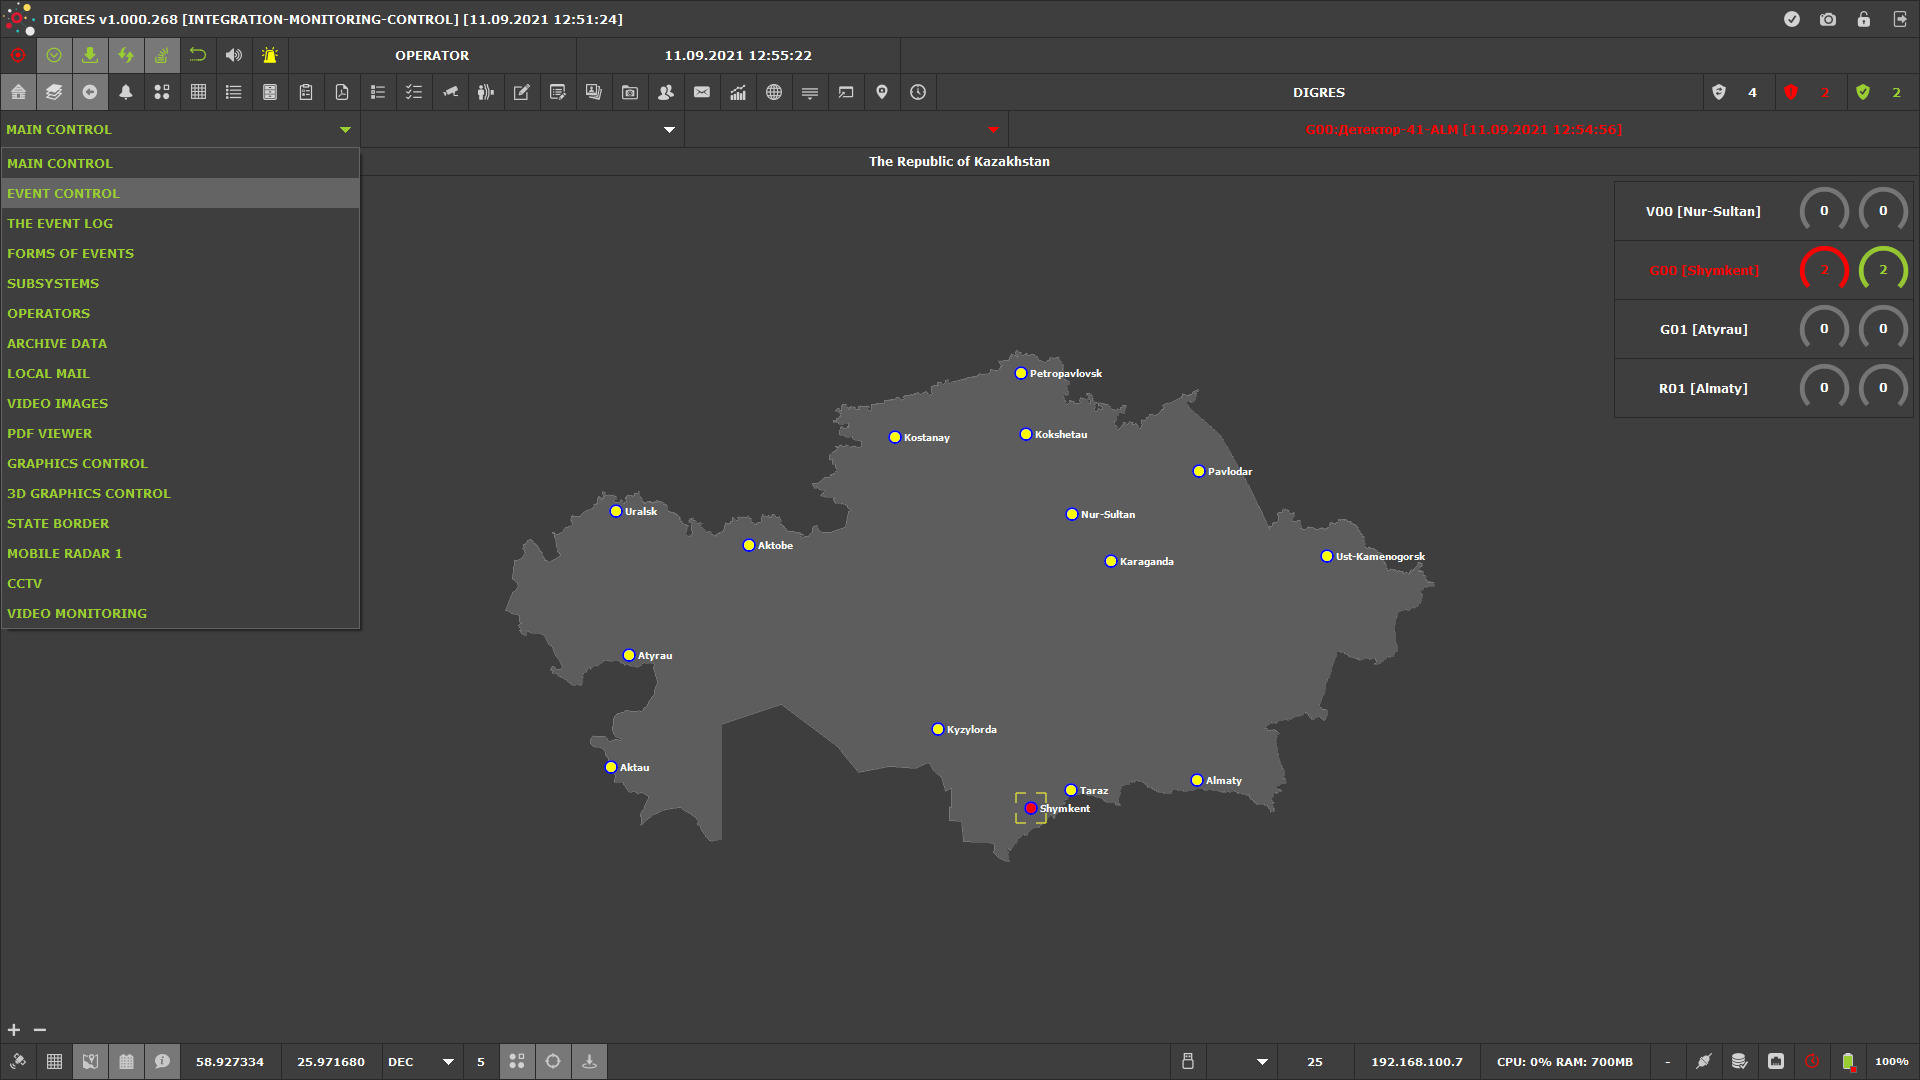 DIGRES v1.000.268 [INTEGRATION-MONITORING-CONTROL] [11.09.2021 12:51:24]
OPERATOR
11.09.2021 12:55:22
DIGRES
4
2
2
MAIN CONTROL
G00:Детектор-41-ALM [11.09.2021 12:54:56]
The Republic of Kazakhstan
MAIN CONTROL
EVENT CONTROL
THE EVENT LOG
FORMS OF EVENTS
SUBSYSTEMS
OPERATORS
ARCHIVE DATA
LOCAL MAIL
VIDEO IMAGES
PDF VIEWER
GRAPHICS CONTROL
3D GRAPHICS CONTROL
STATE BORDER
MOBILE RADAR 1
CCTV
VIDEO MONITORING
V00 [Nur-Sultan]
0
0
G00 [Shymkent]
2
2
G01 [Atyrau]
0
0
R01 [Almaty]
0
0
Petropavlovsk
Kostanay
Kokshetau
Pavlodar
Uralsk
Nur-Sultan
Aktobe
Karaganda
Ust-Kamenogorsk
Atyrau
Kyzylorda
Aktau
Almaty
Taraz
Shymkent
58.927334
25.971680
DEC
5
25
192.168.100.7
CPU: 0% RAM: 700MB
-
100%